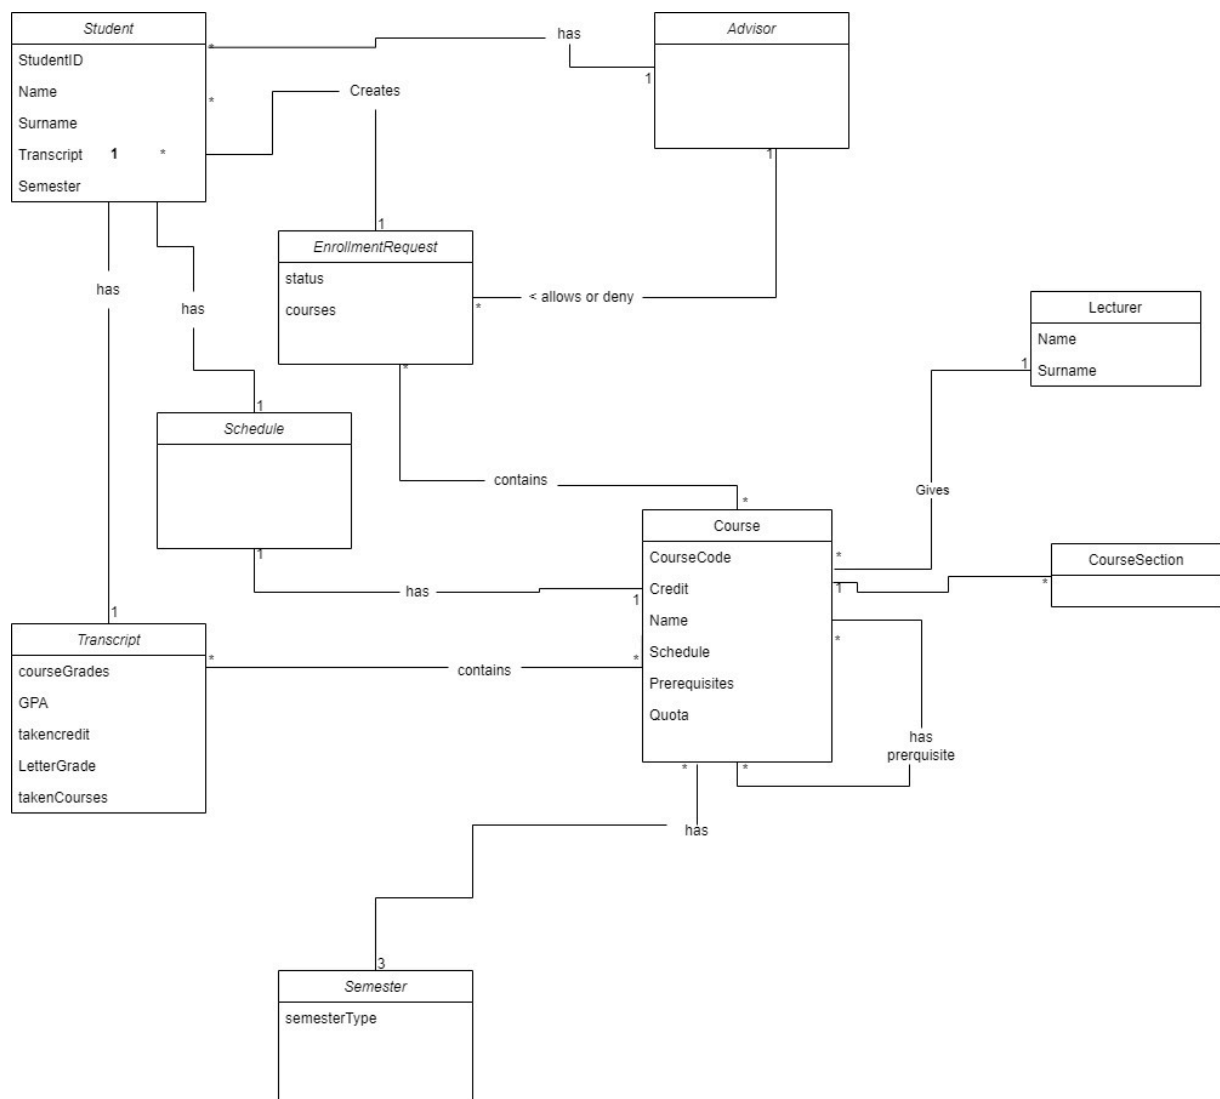 Student
StudentID
Name
Surname
Transcript 1 *
Semester
*
*
has
1
Advisor
1
Creates
1
EnrollmentRequest
status
courses
*
< allows or deny
*
has
has
1
Schedule
1
has
1
contains
*
Lecturer
Name
Surname
1
Gives
*
Course
CourseCode
Credit
Name
Schedule
Prerequisites
Quota
1
*
CourseSection
*
*
has
prerquisite
1
Transcript
courseGrades
GPA
takencredit
LetterGrade
takenCourses
*
contains
*
*
has
3
Semester
semesterType